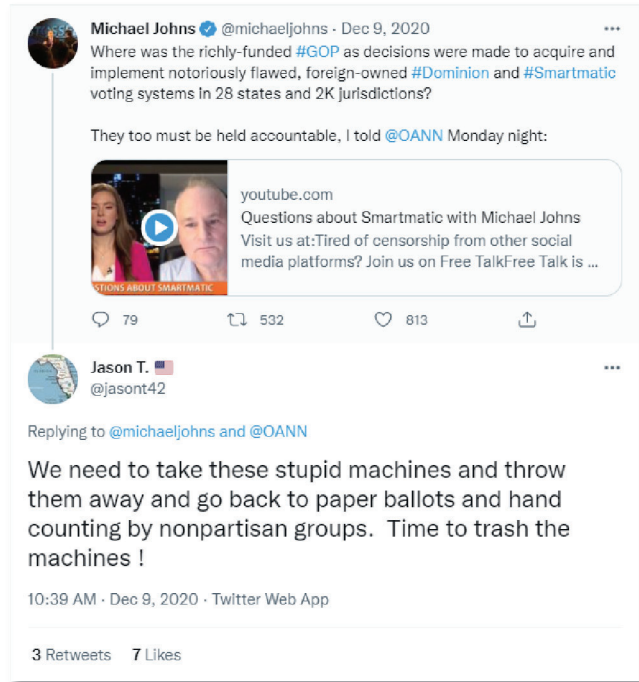 Michael Johns @michaeljohns · Dec 9, 2020
Where was the richly-funded #GOP as decisions were made to acquire and
implement notoriously flawed, foreign-owned #Dominion and #Smartmatic
voting systems in 28 states and 2K jurisdictions?
They too must be held accountable, I told @OANN Monday night:
STIONS ABOUT SMARTMATIC
youtube.com
Questions about Smartmatic with Michael Johns
Visit us at:Tired of censorship from other social
media platforms? Join us on Free TalkFree Talk is ...
79 532 813
Jason T.
@jasont42
Replying to @michaeljohns and @OANN
We need to take these stupid machines and throw
them away and go back to paper ballots and hand
counting by nonpartisan groups. Time to trash the
machines !
10:39 AM · Dec 9, 2020 · Twitter Web App
3 Retweets 7 Likes